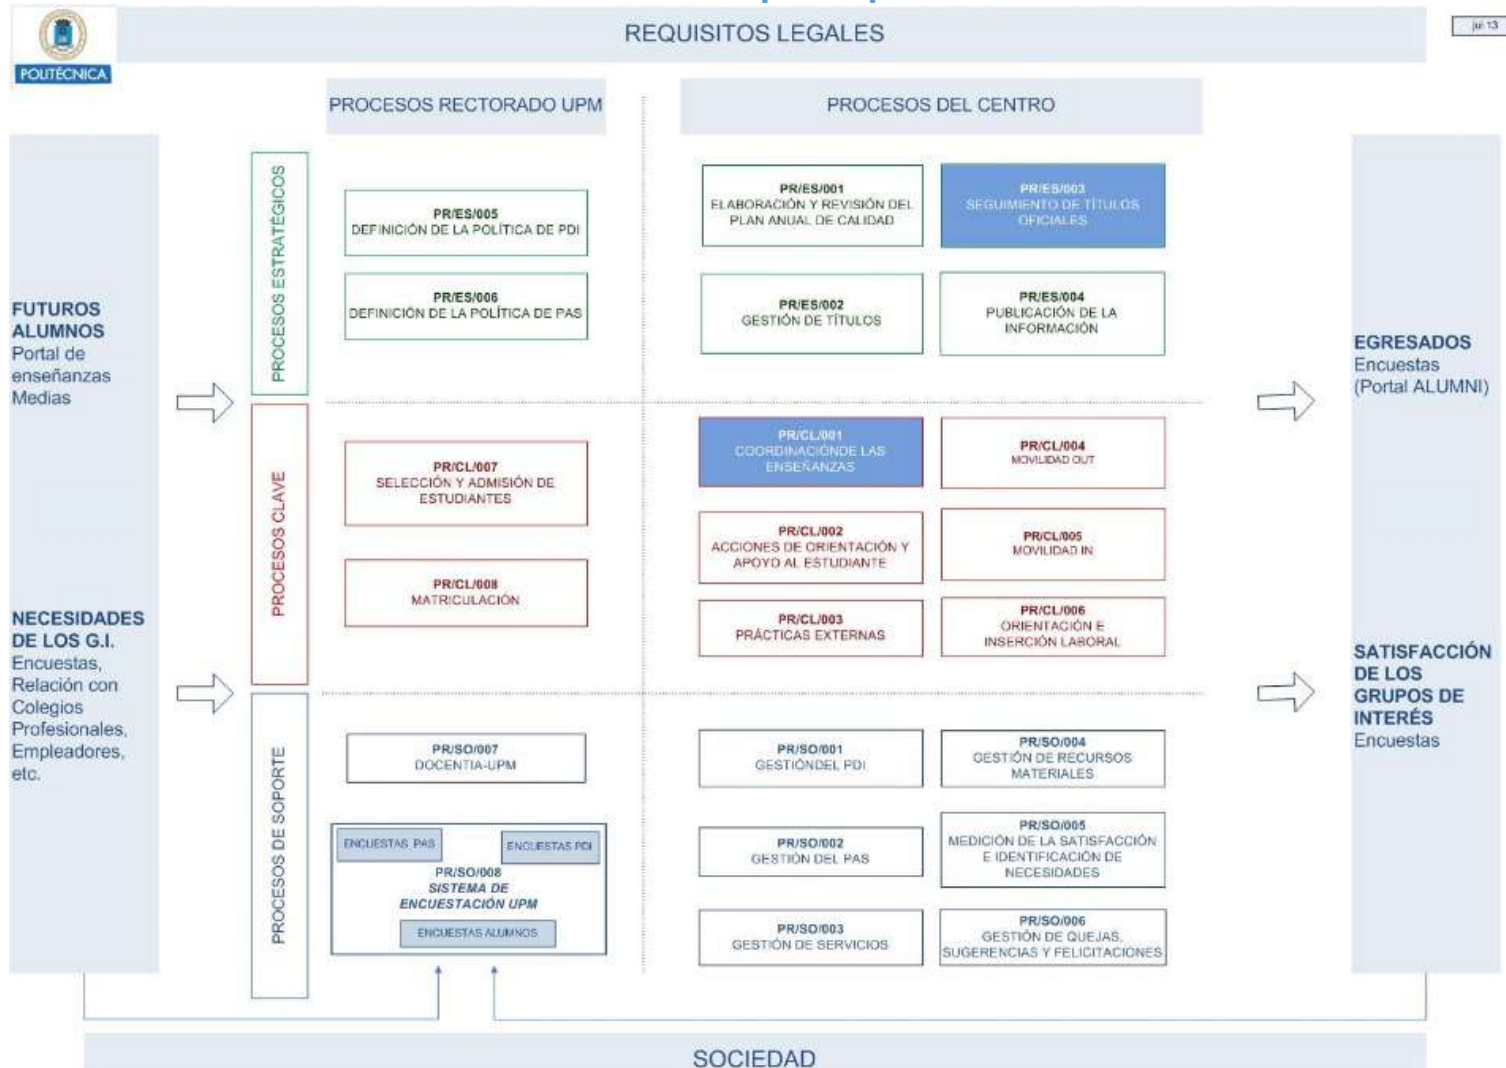 REQUISITOS LEGALES
jul 13
POLITÉCNICA
PROCESOS RECTORADO UPM
PROCESOS DEL CENTRO
FUTUROS
ALUMNOS
Portal de
enseñanzas
Medias
NECESIDADES
DE LOS G.I.
Encuestas,
Relación con
Colegios
Profesionales,
Empleadores,
etc.
PROCESOS ESTRATÉGICOS
PR/ES/005
DEFINICIÓN DE LA POLÍTICA DE PDI
PR/ES/006
DEFINICIÓN DE LA POLÍTICA DE PAS
PR/ES/001
ELABORACIÓN Y REVISIÓN DEL
PLAN ANUAL DE CALIDAD
PR/ES/003
SEGUIMIENTO DE TÍTULOS
OFICIALES
PR/ES/002
GESTIÓN DE TÍTULOS
PR/ES/004
PUBLICACIÓN DE LA
INFORMACIÓN
PROCESOS CLAVE
PR/CL/007
SELECCIÓN Y ADMISIÓN DE
ESTUDIANTES
PR/CL/008
MATRICULACIÓN
PR/CL/001
COORDINACIÓNDE LAS
ENSEÑANZAS
PR/CL/004
MOVILIDAD OUT
PR/CL/002
ACCIONES DE ORIENTACIÓN Y
APOYO AL ESTUDIANTE
PR/CL/005
MOVILIDAD IN
PR/CL/003
PRÁCTICAS EXTERNAS
PR/CL/006
ORIENTACIÓN E
INSERCIÓN LABORAL
PROCESOS DE SOPORTE
PR/SO/007
DOCENTIA-UPM
ENCUESTAS PAS
ENCUESTAS PDI
PR/SO/008
SISTEMA DE
ENCUESTACIÓN UPM
ENCUESTAS ALUMNOS
PR/SO/001
GESTIÓNDEL PDI
PR/SO/004
GESTIÓN DE RECURSOS
MATERIALES
PR/SO/002
GESTIÓN DEL PAS
PR/SO/005
MEDICIÓN DE LA SATISFACCIÓN
E IDENTIFICACIÓN DE
NECESIDADES
PR/SO/003
GESTIÓN DE SERVICIOS
PR/SO/006
GESTIÓN DE QUEJAS,
SUGERENCIAS Y FELICITACIONES
EGRESADOS
Encuestas
(Portal ALUMNI)
SATISFACCIÓN
DE LOS
GRUPOS DE
INTERÉS
Encuestas
SOCIEDAD